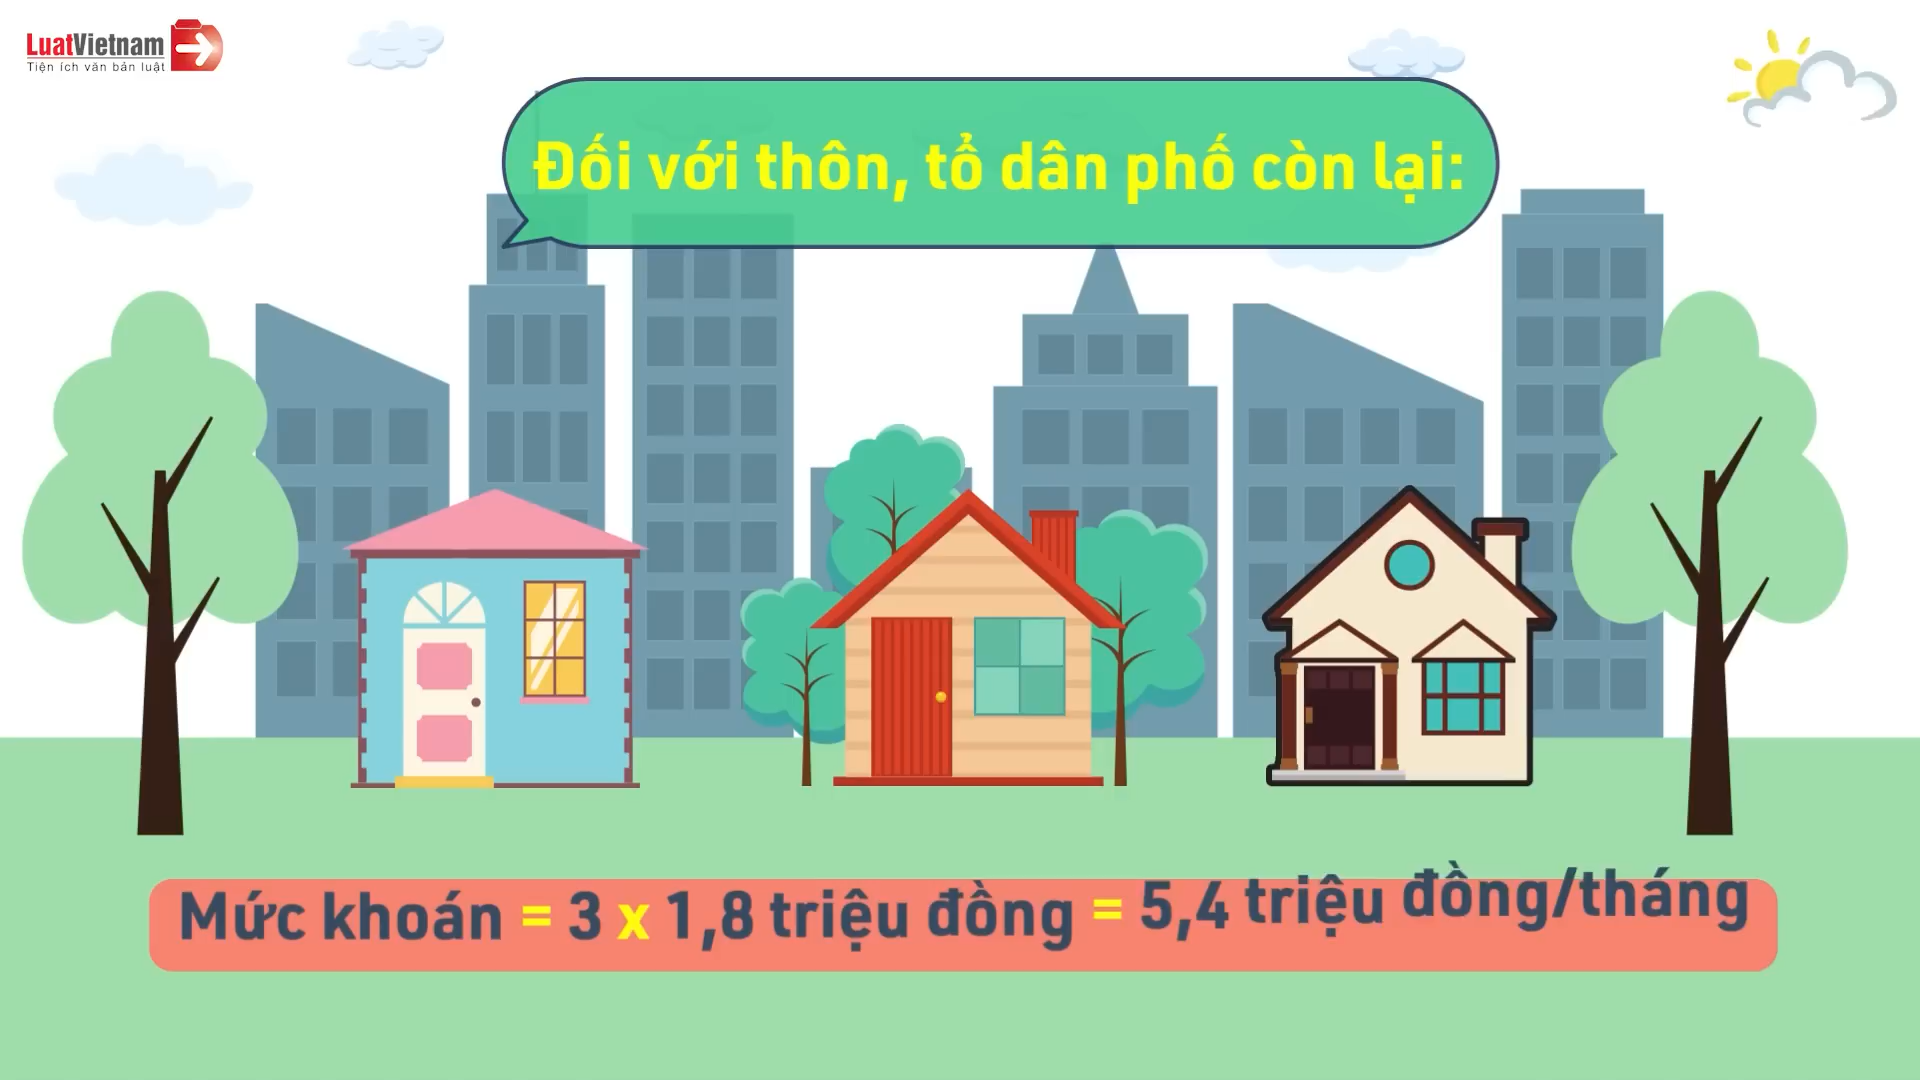 LuatVietnam
Tiện ích văn bản luật
Đối với thôn, tổ dân phố còn lại:
Mức khoán = 3 x 1,8 triệu đồng = 5,4 triệu đồng/tháng